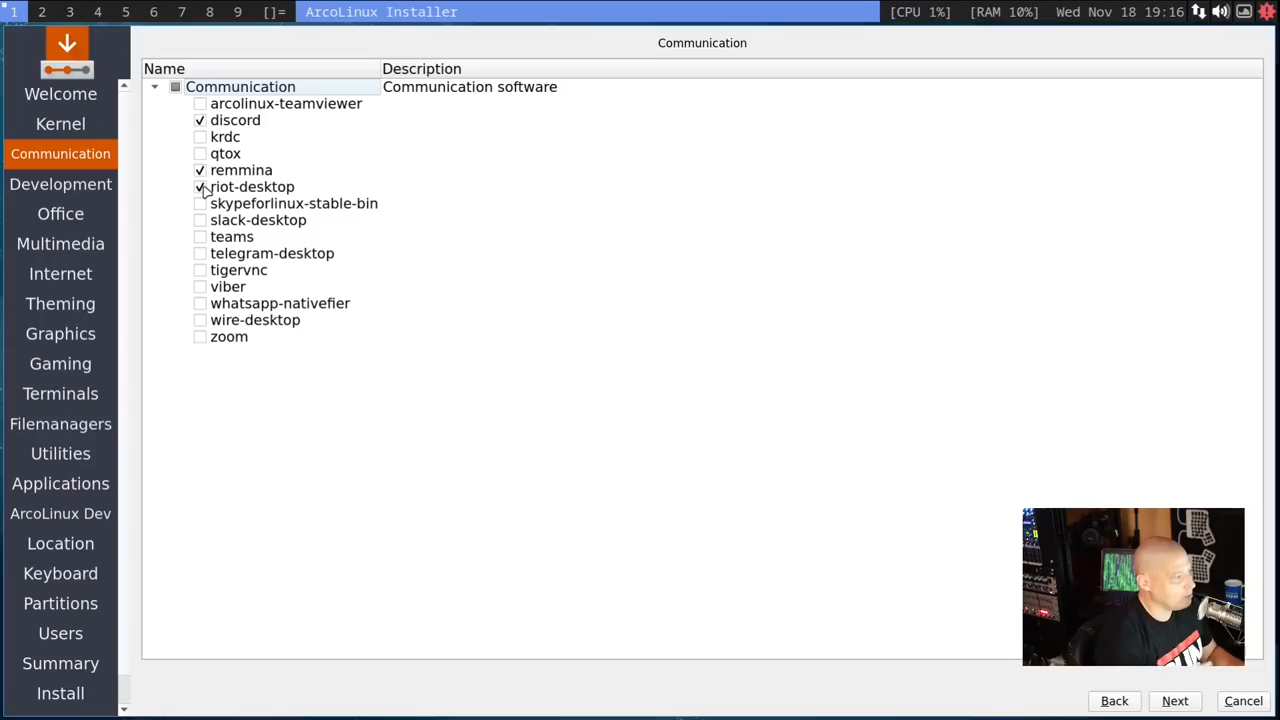 1 2 3 4 5 6 7 8 9 []= ArcoLinux Installer [CPU 1%] [RAM 10%] Wed Nov 18 19:16
Communication
Name Description
Communication Communication software
arcolinux-teamviewer
discord
krdc
qtox
remmina
riot-desktop
skypeforlinux-stable-bin
slack-desktop
teams
telegram-desktop
tigervnc
viber
whatsapp-nativefier
wire-desktop
zoom
Welcome
Kernel
Communication
Development
Office
Multimedia
Internet
Theming
Graphics
Gaming
Terminals
Filemanagers
Utilities
Applications
ArcoLinux Dev
Location
Keyboard
Partitions
Users
Summary
Install
Back Next Cancel